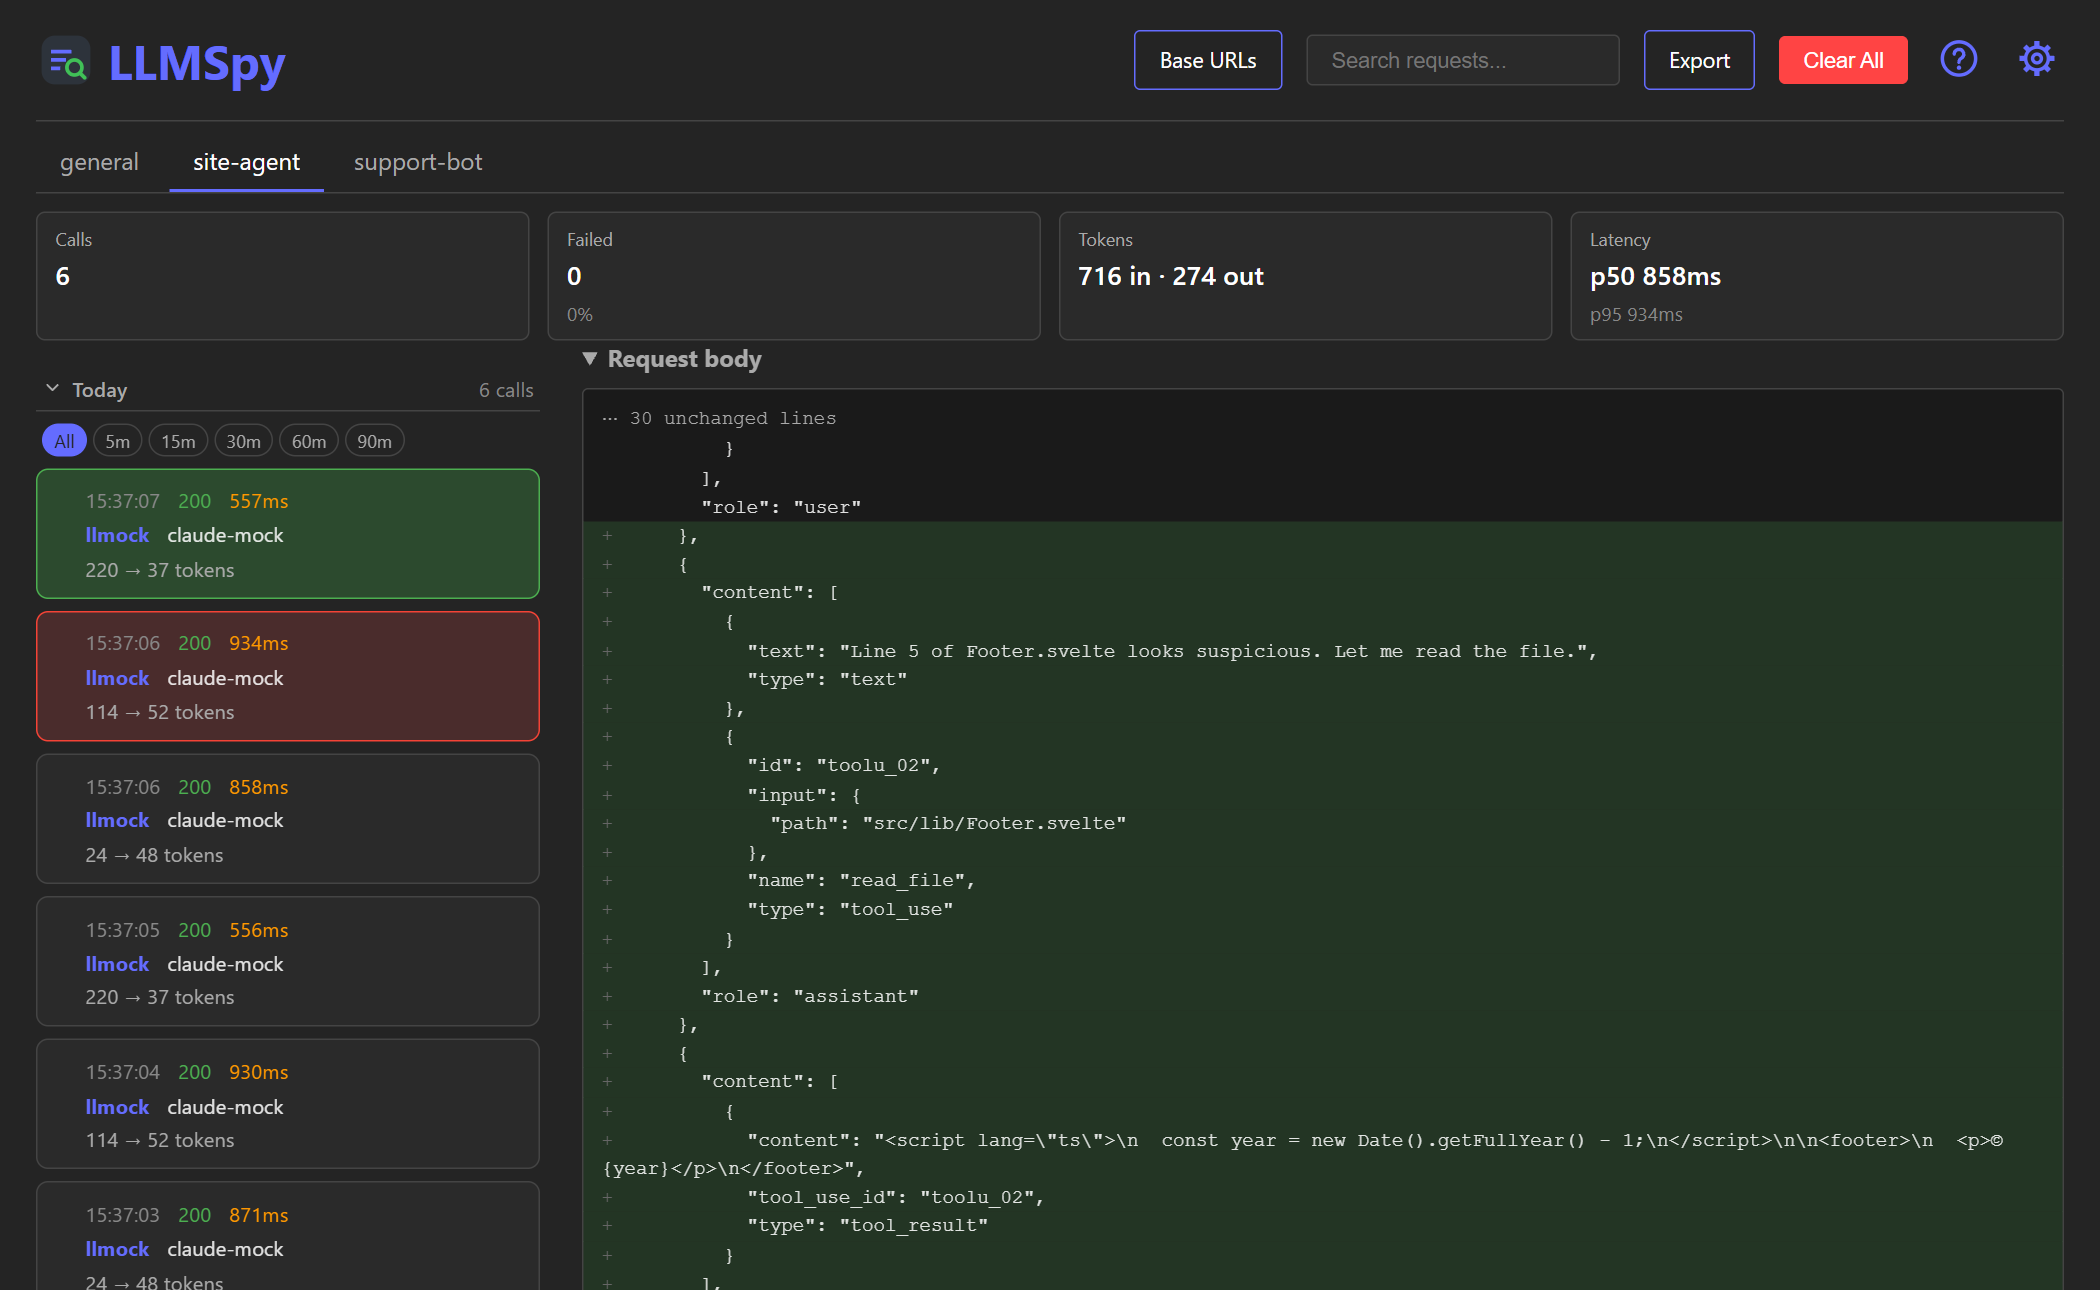 LLMSpy
Base URLs
Search requests...
Export
Clear All
?
general
site-agent
support-bot
Calls
6
Failed
0
0%
Tokens
716 in · 274 out
Latency
p50 858ms
p95 934ms
Today
6 calls
All 5m 15m 30m 60m 90m
15:37:07 200 557ms
llmock claude-mock
220 → 37 tokens
15:37:06 200 934ms
llmock claude-mock
114 → 52 tokens
15:37:06 200 858ms
llmock claude-mock
24 → 48 tokens
15:37:05 200 556ms
llmock claude-mock
220 → 37 tokens
15:37:04 200 930ms
llmock claude-mock
114 → 52 tokens
15:37:03 200 871ms
llmock claude-mock
24 → 48 tokens
▼ Request body
··· 30 unchanged lines
}
],
"role": "user"
+ },
+ {
+ "content": [
+ {
+ "text": "Line 5 of Footer.svelte looks suspicious. Let me read the file.",
+ "type": "text"
+ },
+ {
+ "id": "toolu_02",
+ "input": {
+ "path": "src/lib/Footer.svelte"
+ },
+ "name": "read_file",
+ "type": "tool_use"
+ }
+ ],
+ "role": "assistant"
+ },
+ {
+ "content": [
+ {
+ "content": "<script lang=\"ts\">\n  const year = new Date().getFullYear() - 1;\n</script>\n\n<footer>\n  <p>©
{year}</p>\n</footer>",
+ "tool_use_id": "toolu_02",
+ "type": "tool_result"
+ }
+ ],